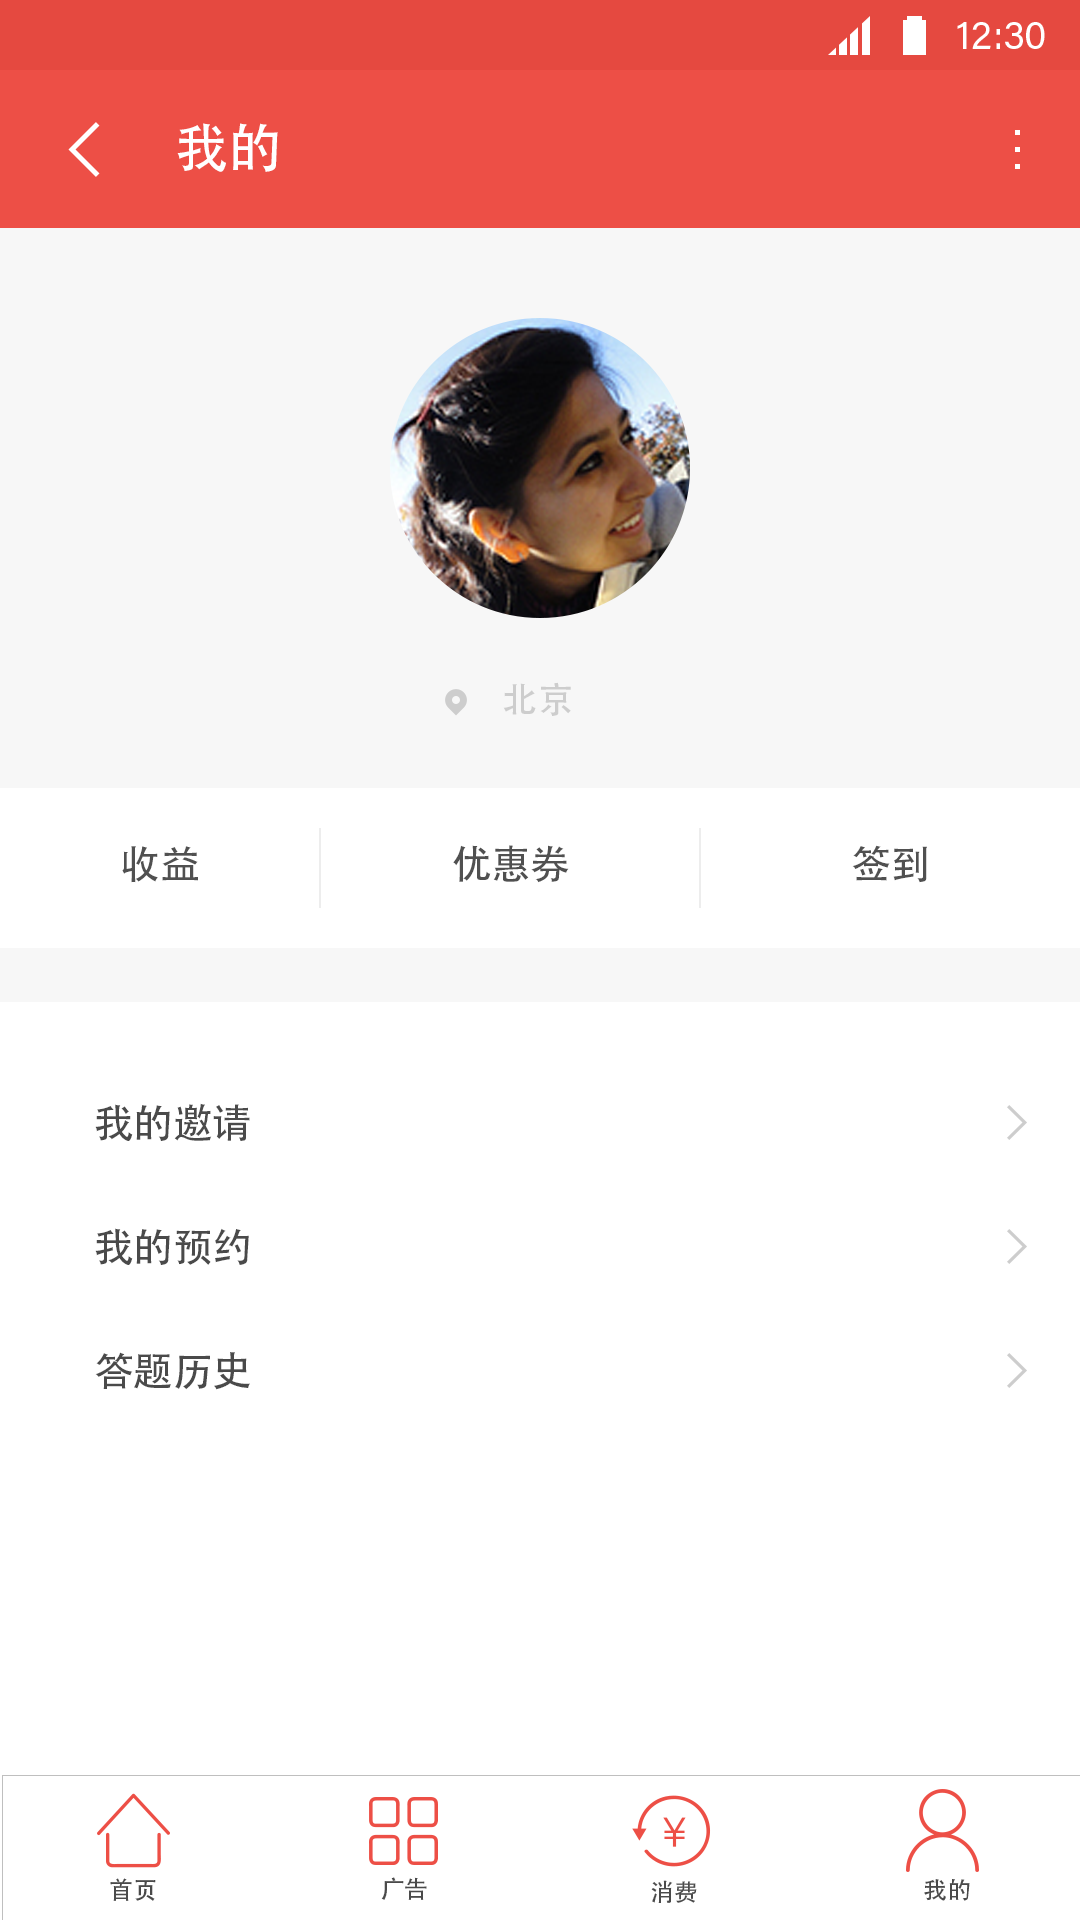 12:30
我的
北京
收益 优惠券 签到
我的邀请
我的预约
答题历史
¥
首页 广告 消费 我的